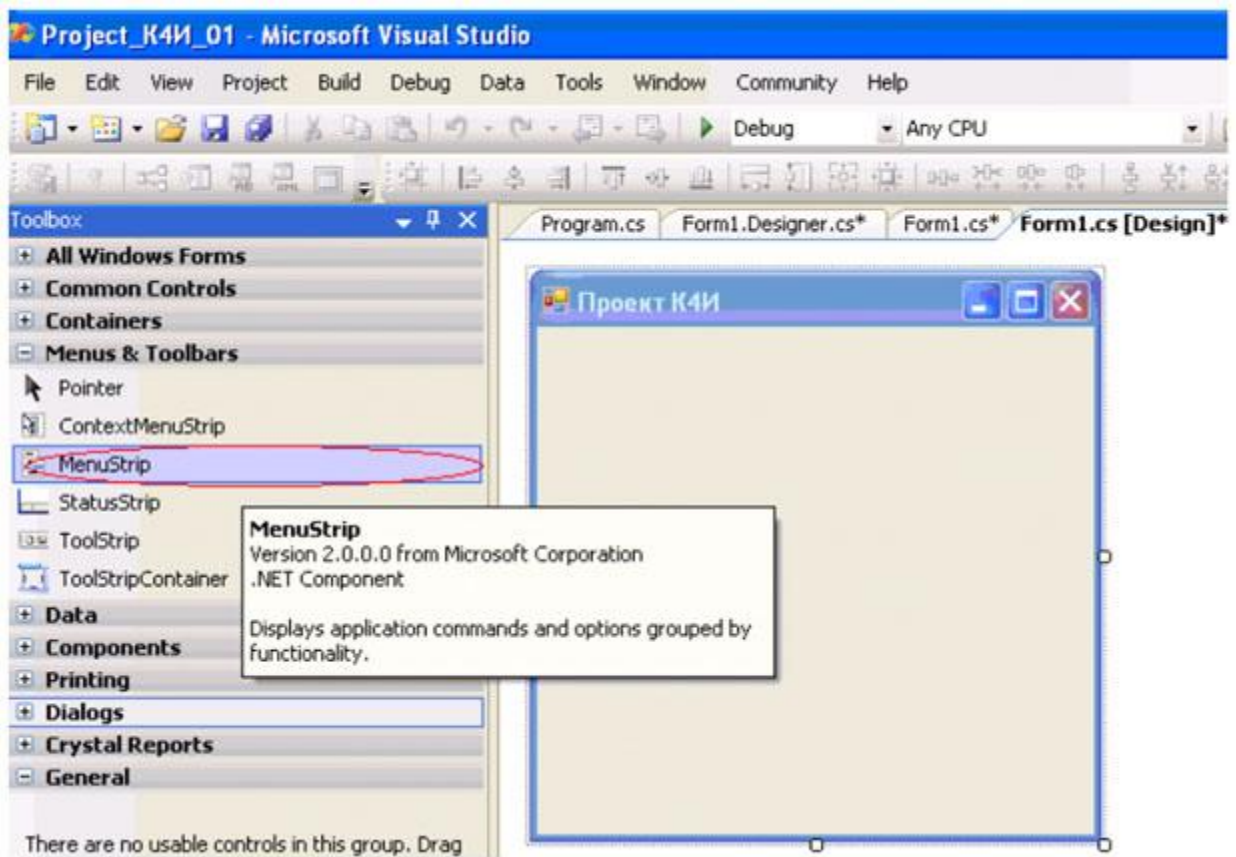 Project_К4И_01 - Microsoft Visual Studio
File Edit View Project Build Debug Data Tools Window Community Help
Debug Any CPU
Toolbox
Program.cs Form1.Designer.cs* Form1.cs* Form1.cs [Design]*
All Windows Forms
Common Controls
Containers
Menus & Toolbars
Pointer
ContextMenuStrip
MenuStrip
StatusStrip
ToolStrip
ToolStripContainer
Data
Components
Printing
Dialogs
Crystal Reports
General
There are no usable controls in this group. Drag
Проект К4И
MenuStrip
Version 2.0.0.0 from Microsoft Corporation
.NET Component
Displays application commands and options grouped by
functionality.